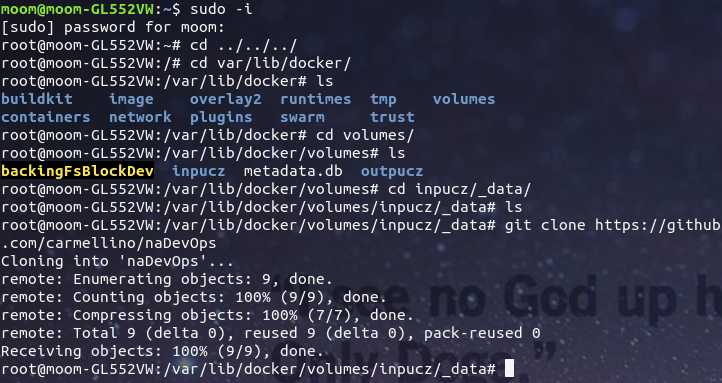 moom@moom-GL552VW:~$ sudo -i
[sudo] password for moom:
root@moom-GL552VW:~# cd ../../../
root@moom-GL552VW:/# cd var/lib/docker/
root@moom-GL552VW:/var/lib/docker# ls
buildkit image overlay2 runtimes tmp volumes
containers network plugins swarm trust
root@moom-GL552VW:/var/lib/docker# cd volumes/
root@moom-GL552VW:/var/lib/docker/volumes# ls
backingFsBlockDev inpucz metadata.db outpucz
root@moom-GL552VW:/var/lib/docker/volumes# cd inpucz/_data/
root@moom-GL552VW:/var/lib/docker/volumes/inpucz/_data# ls
root@moom-GL552VW:/var/lib/docker/volumes/inpucz/_data# git clone https://github
.com/carmellino/naDevOps
Cloning into 'naDevOps'...
remote: Enumerating objects: 9, done.
remote: Counting objects: 100% (9/9), done.
remote: Compressing objects: 100% (7/7), done.
remote: Total 9 (delta 0), reused 9 (delta 0), pack-reused 0
Receiving objects: 100% (9/9), done.
root@moom-GL552VW:/var/lib/docker/volumes/inpucz/_data#
see no God up h
Only Dogs."